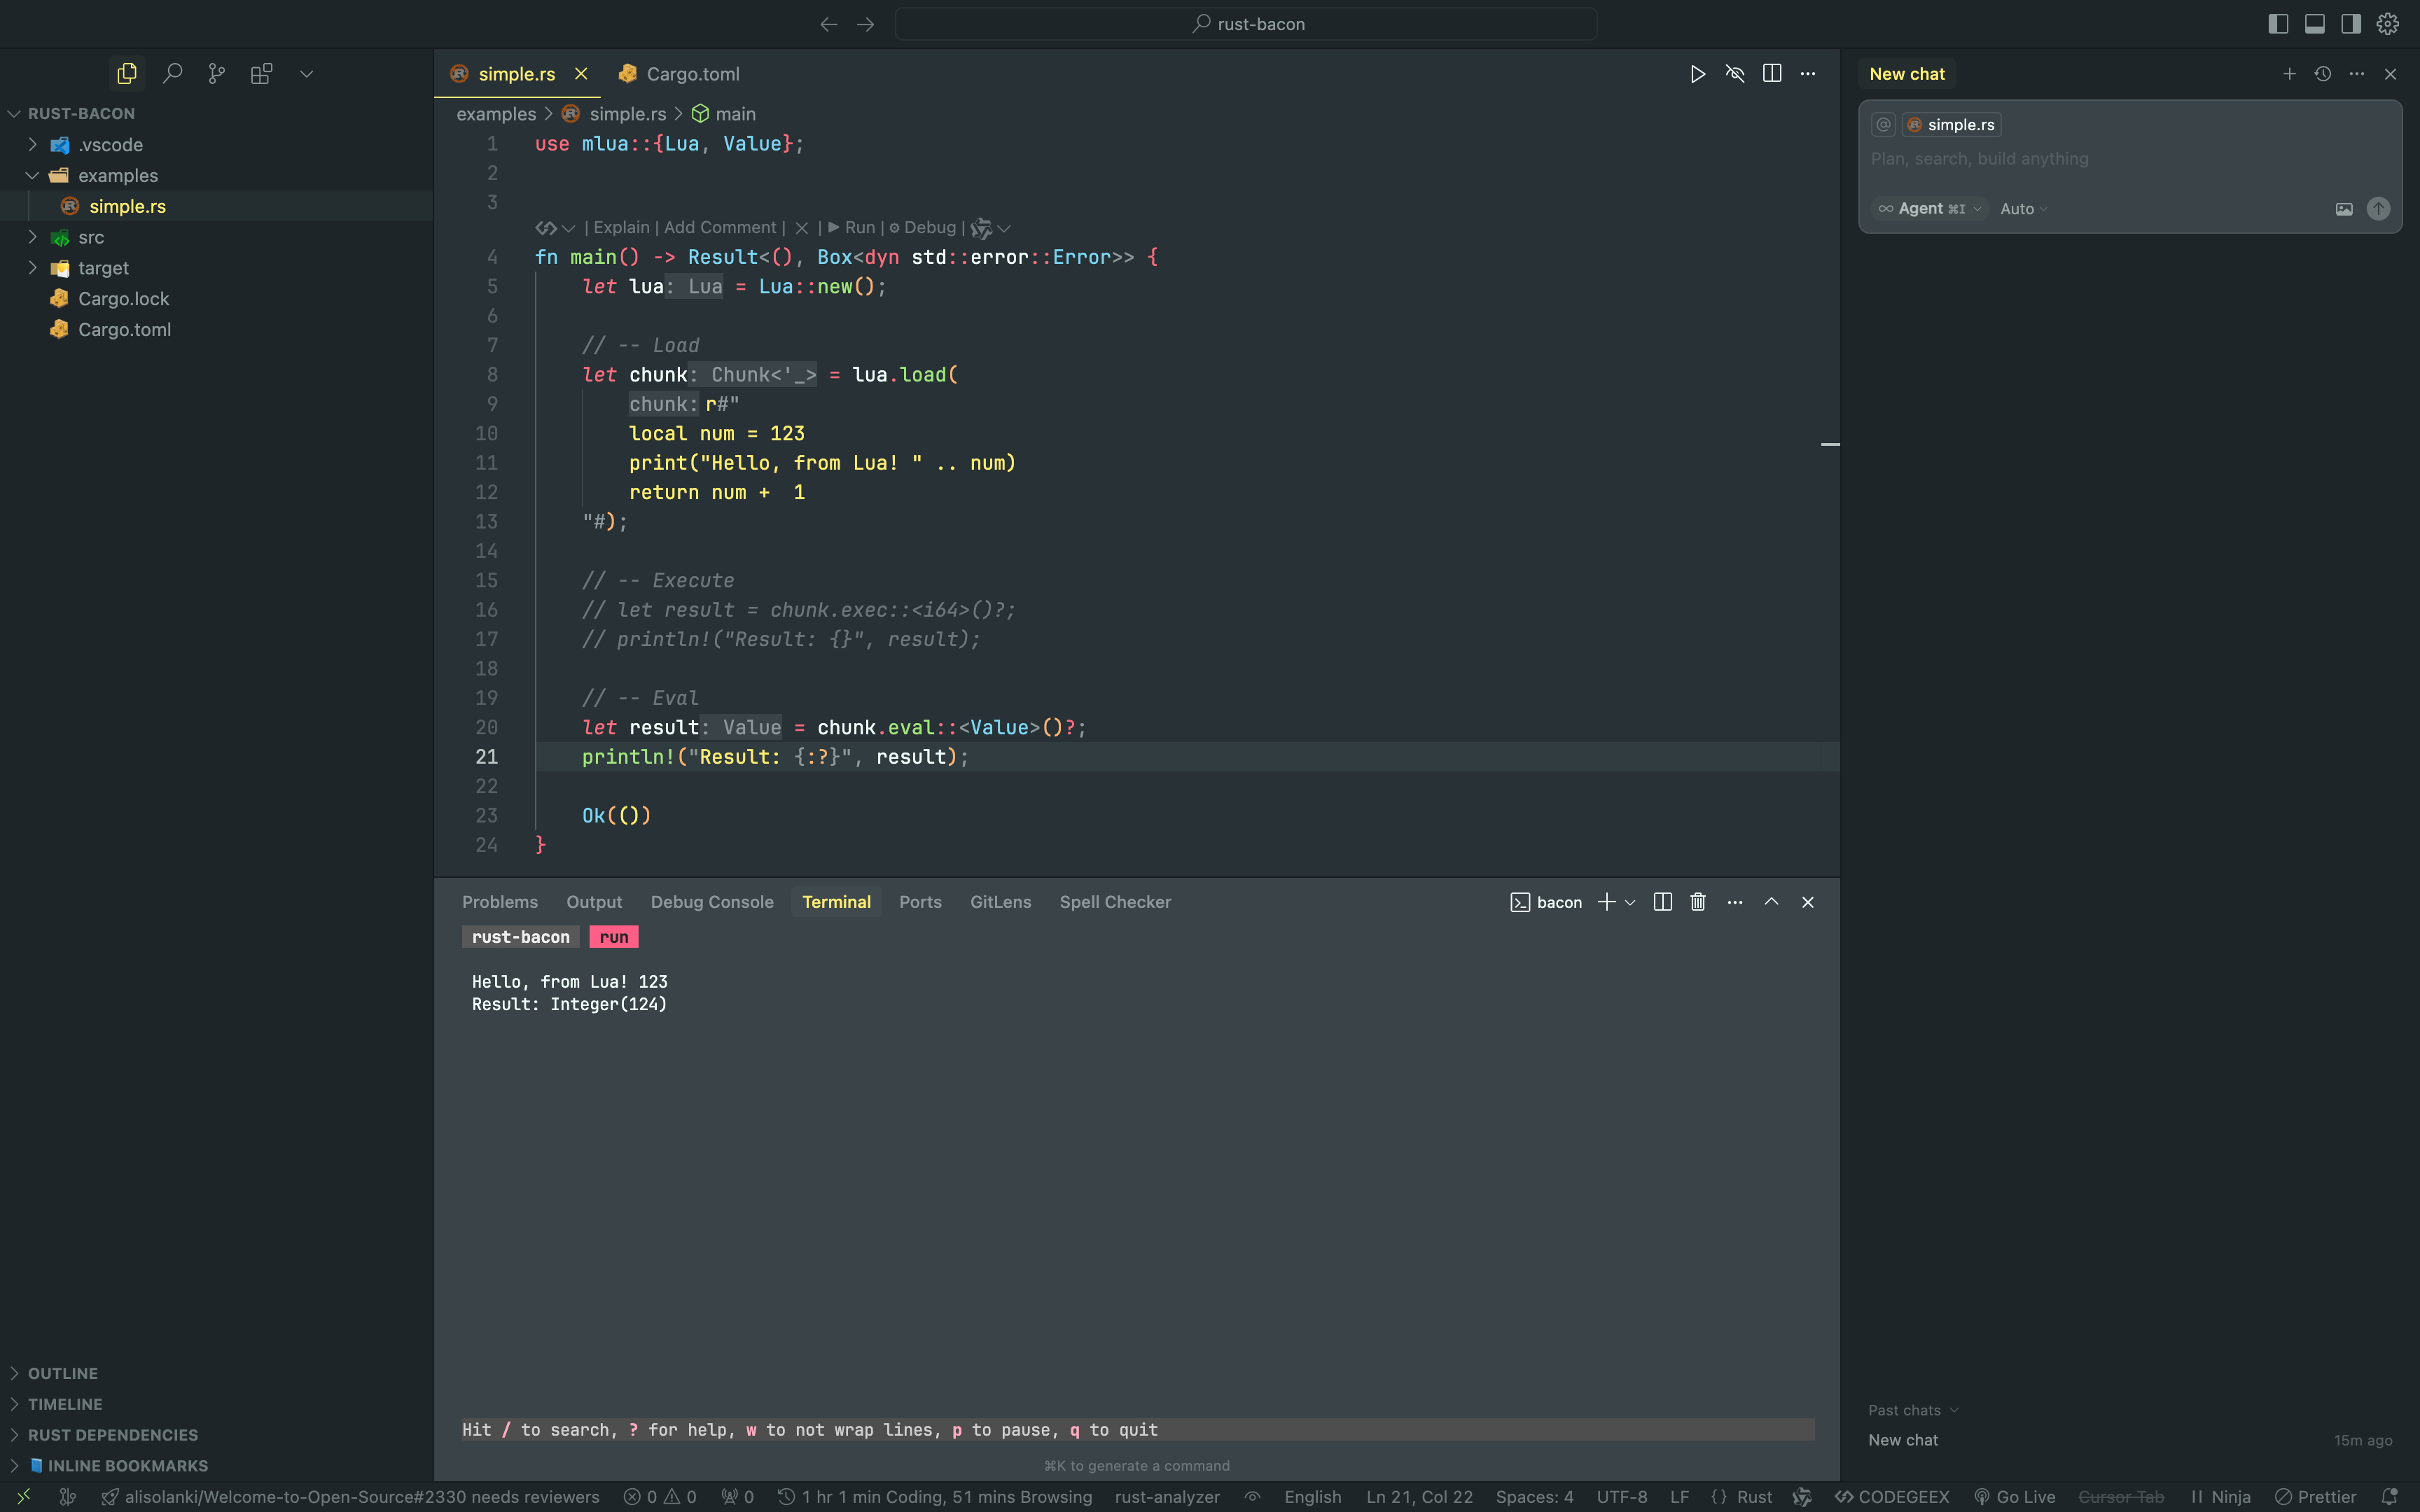 rust-bacon
RUST-BACON
.vscode
examples
simple.rs
src
target
Cargo.lock
Cargo.toml
OUTLINE
TIMELINE
RUST DEPENDENCIES
INLINE BOOKMARKS
simple.rs
Cargo.toml
examples > simple.rs > main
1 use mlua::{Lua, Value};
2
3
| Explain | Add Comment | X | Run | Debug |
4 fn main() -> Result<(), Box<dyn std::error::Error>> {
5 let lua: Lua = Lua::new();
6
7 // -- Load
8 let chunk: Chunk<'_> = lua.load(
9 chunk: r#"
10 local num = 123
11 print("Hello, from Lua! " .. num)
12 return num +  1
13 "#);
14
15 // -- Execute
16 // let result = chunk.exec::<i64>()?;
17 // println!("Result: {}", result);
18
19 // -- Eval
20 let result: Value = chunk.eval::<Value>()?;
21 println!("Result: {:?}", result);
22
23 Ok(())
24 }
Problems Output Debug Console Terminal Ports GitLens Spell Checker bacon
rust-bacon run
Hello, from Lua! 123
Result: Integer(124)
Hit / to search, ? for help, w to not wrap lines, p to pause, q to quit
⌘K to generate a command
New chat
@ simple.rs
Plan, search, build anything
∞ Agent ⌘I Auto
Past chats
New chat 15m ago
alisolanki/Welcome-to-Open-Source#2330 needs reviewers 0 0 0 1 hr 1 min Coding, 51 mins Browsing rust-analyzer English Ln 21, Col 22 Spaces: 4 UTF-8 LF {} Rust CODEGEEX Go Live Cursor Tab Ninja Prettier